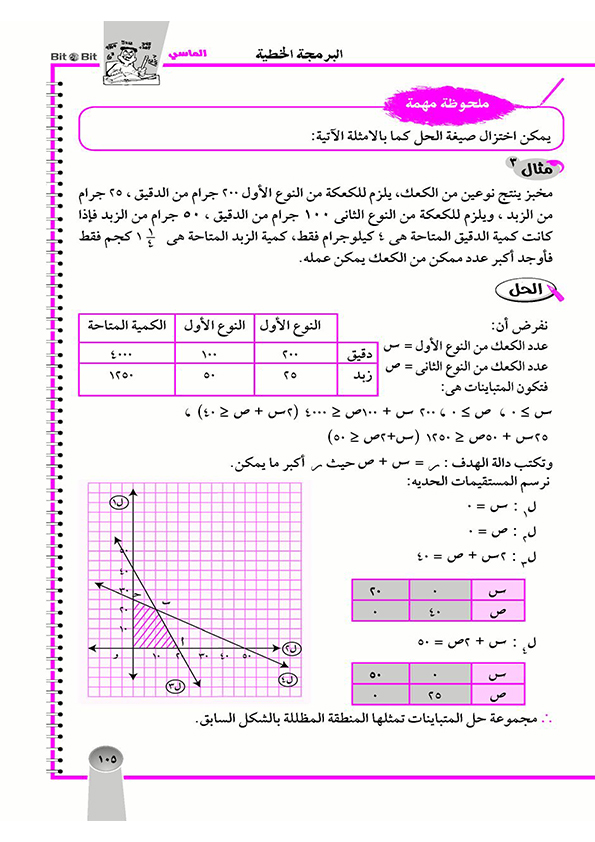 البرمجة الخطية
الماسي
Bit Bit
ملحوظة مهمة
يمكن اختزال صيغة الحل كما بالامثلة الآتية:
مثال ٣
مخبز ينتج نوعين من الكعك، يلزم للكعكة من النوع الأول ٢٠٠ جرام من الدقيق ، ٢٥ جرام
من الزبد ، ويلزم للكعكة من النوع الثانى ١٠٠ جرام من الدقيق ، ٥٠ جرام من الزبد فإذا
كانت كمية الدقيق المتاحة هى ٤ كيلوجرام فقط، كمية الزبد المتاحة هى ١ ١/٤ كجم فقط
فأوجد أكبر عدد ممكن من الكعك يمكن عمله.
الحل
نفرض أن:
عدد الكعك من النوع الأول = س
عدد الكعك من النوع الثانى = ص
فتكون المتباينات هى:
النوع الأول النوع الأول الكمية المتاحة
دقيق ٢٠٠ ١٠٠ ٤٠٠٠
زبد ٢٥ ٥٠ ١٢٥٠
س ≥ ٠ ، ص ≥ ٠ ، ٢٠٠ س + ١٠٠ص ≤ ٤٠٠٠ (٢س + ص ≤ ٤٠) ،
٢٥س + ٥٠ص ≤ ١٢٥٠ (س+٢ص ≤ ٥٠)
وتكتب دالة الهدف : ر = س + ص حيث ر أكبر ما يمكن.
نرسم المستقيمات الحديه:
ل١ : س = ٠
ل٢ : ص = ٠
ل٣ : ٢س + ص = ٤٠
س ٠ ٢٠
ص ٤٠ ٠
ل٤ : س + ٢ص = ٥٠
س ٠ ٥٠
ص ٢٥ ٠
ل١
٥٠
٤٠
٣٠
٢٠
١٠
ج
ب
أ
و ١٠ ٢٠ ٣٠ ٤٠ ٥٠
ل٢
ل٣
ل٤
∴ مجموعة حل المتباينات تمثلها المنطقة المظللة بالشكل السابق.
١٠٥